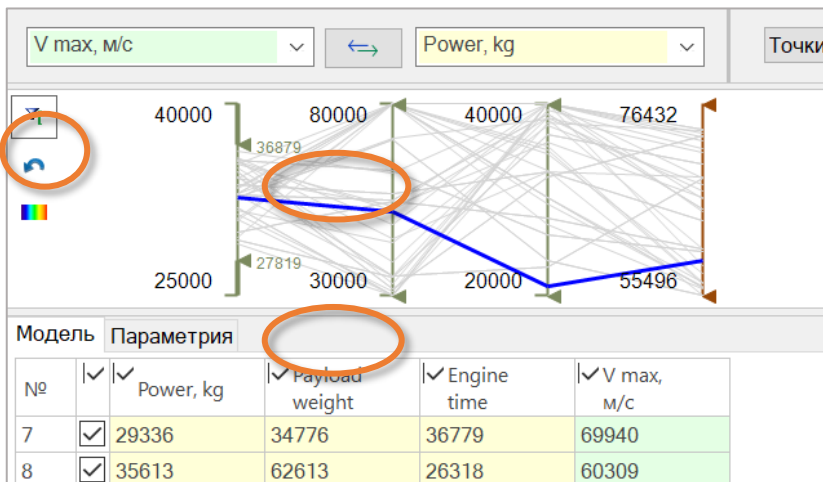 V max, м/с
Power, kg
Точки
40000 80000 40000 76432
36879
27819
25000 30000 20000 55496
Модель Параметрия
№ Power, kg Payload weight Engine time V max, м/с
7 29336 34776 36779 69940
8 35613 62613 26318 60309